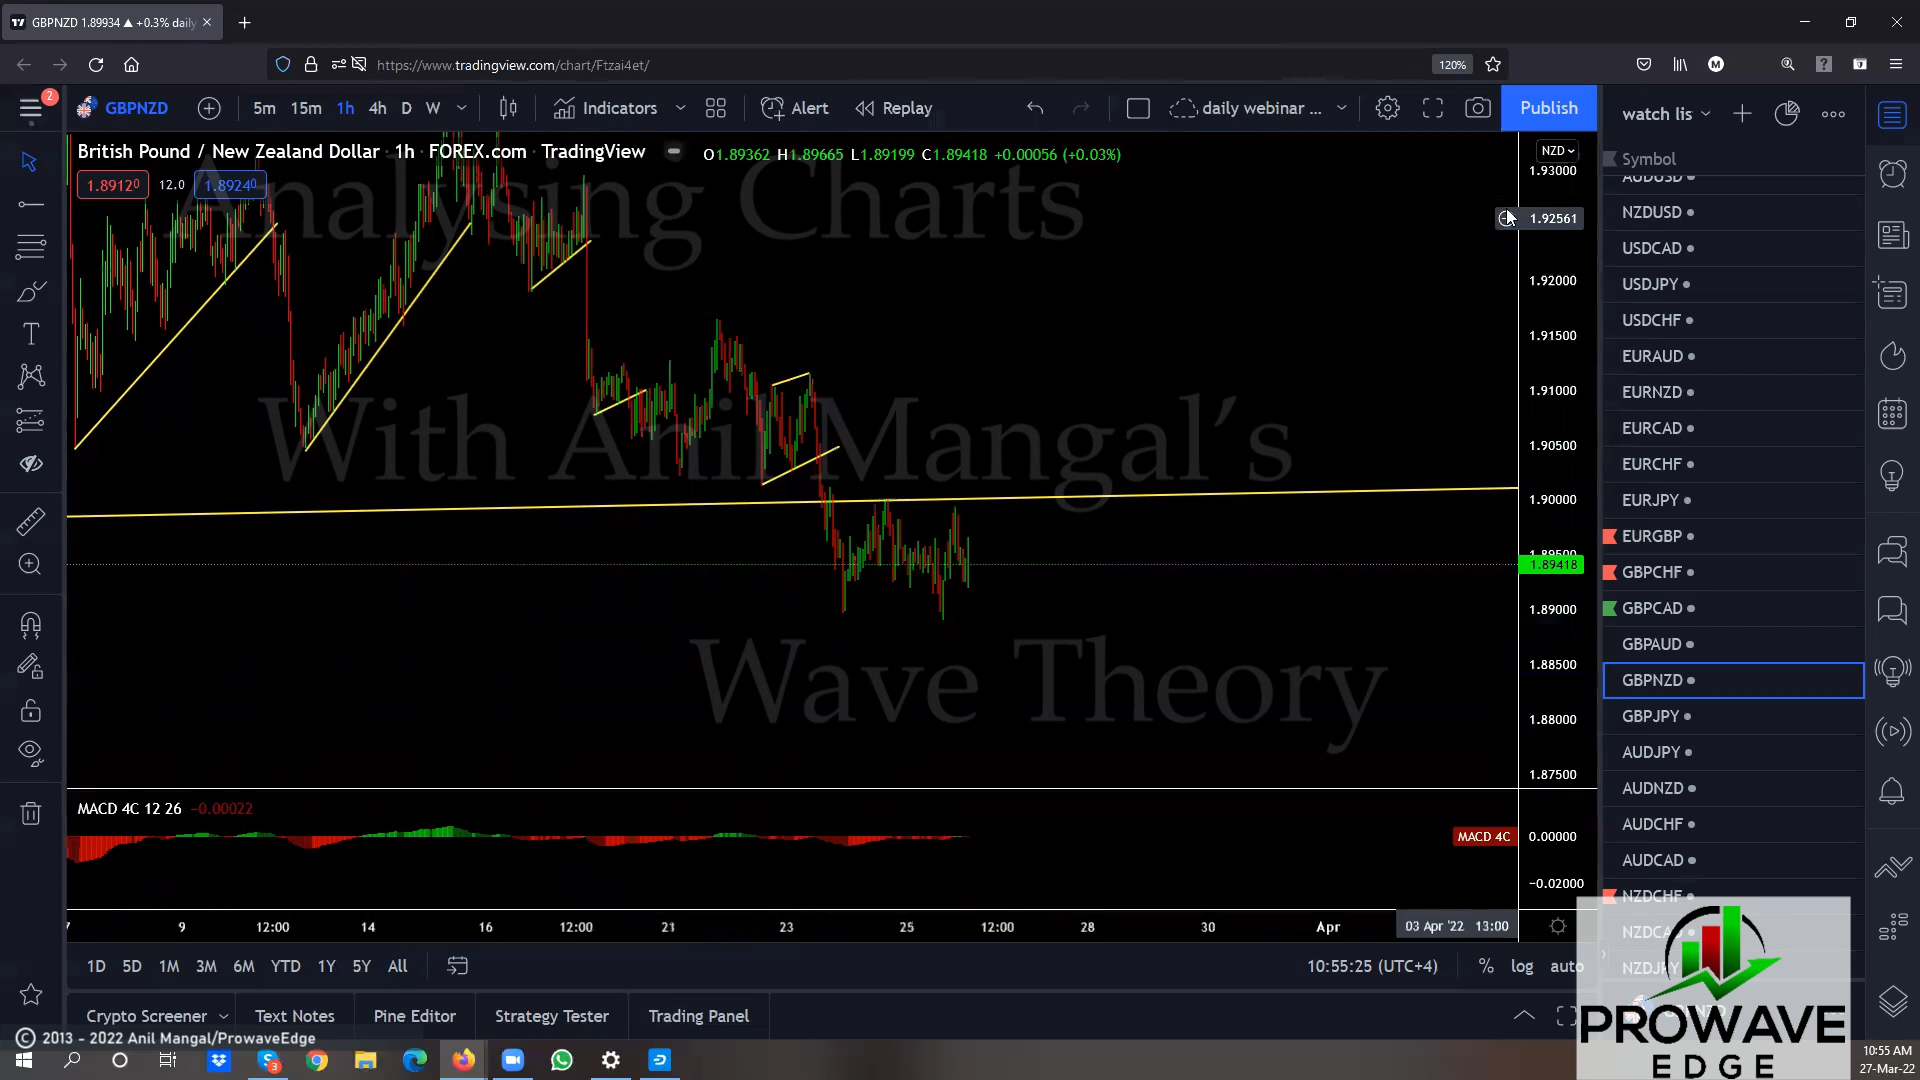 GBPNZD 1.89934 ▲ +0.3% daily
https://www.tradingview.com/chart/Ftzai4et/
120%
M
2
GBPNZD 5m 15m 1h 4h D W Indicators Alert Replay daily webinar ... Publish
watch lis
British Pound / New Zealand Dollar · 1h · FOREX.com · TradingView
O1.89362 H1.89665 L1.89199 C1.89418 +0.00056 (+0.03%)
1.89120 12.0 1.89240
NZD
Analysing Charts
With Anil Mangal's
Wave Theory
1.93000
1.92561
1.92000
1.91500
1.91000
1.90500
1.90000
1.89500
1.89418
1.89000
1.88500
1.88000
1.87500
Symbol
AUDUSD
NZDUSD
USDCAD
USDJPY
USDCHF
EURAUD
EURNZD
EURCAD
EURCHF
EURJPY
EURGBP
GBPCHF
GBPCAD
GBPAUD
GBPNZD
GBPJPY
AUDJPY
AUDNZD
AUDCHF
AUDCAD
NZDCHF
MACD 4C 12 26 −0.00022
MACD 4C 0.00000
−0.02000
7 9 12:00 14 16 12:00 21 23 25 12:00 28 30 Apr 03 Apr '22 13:00
1D 5D 1M 3M 6M YTD 1Y 5Y All
10:55:25 (UTC+4) % log auto
Crypto Screener Text Notes Pine Editor Strategy Tester Trading Panel
© 2013 - 2022 Anil Mangal/ProwaveEdge
PROWAVE
EDGE
3
10:55 AM
27-Mar-22